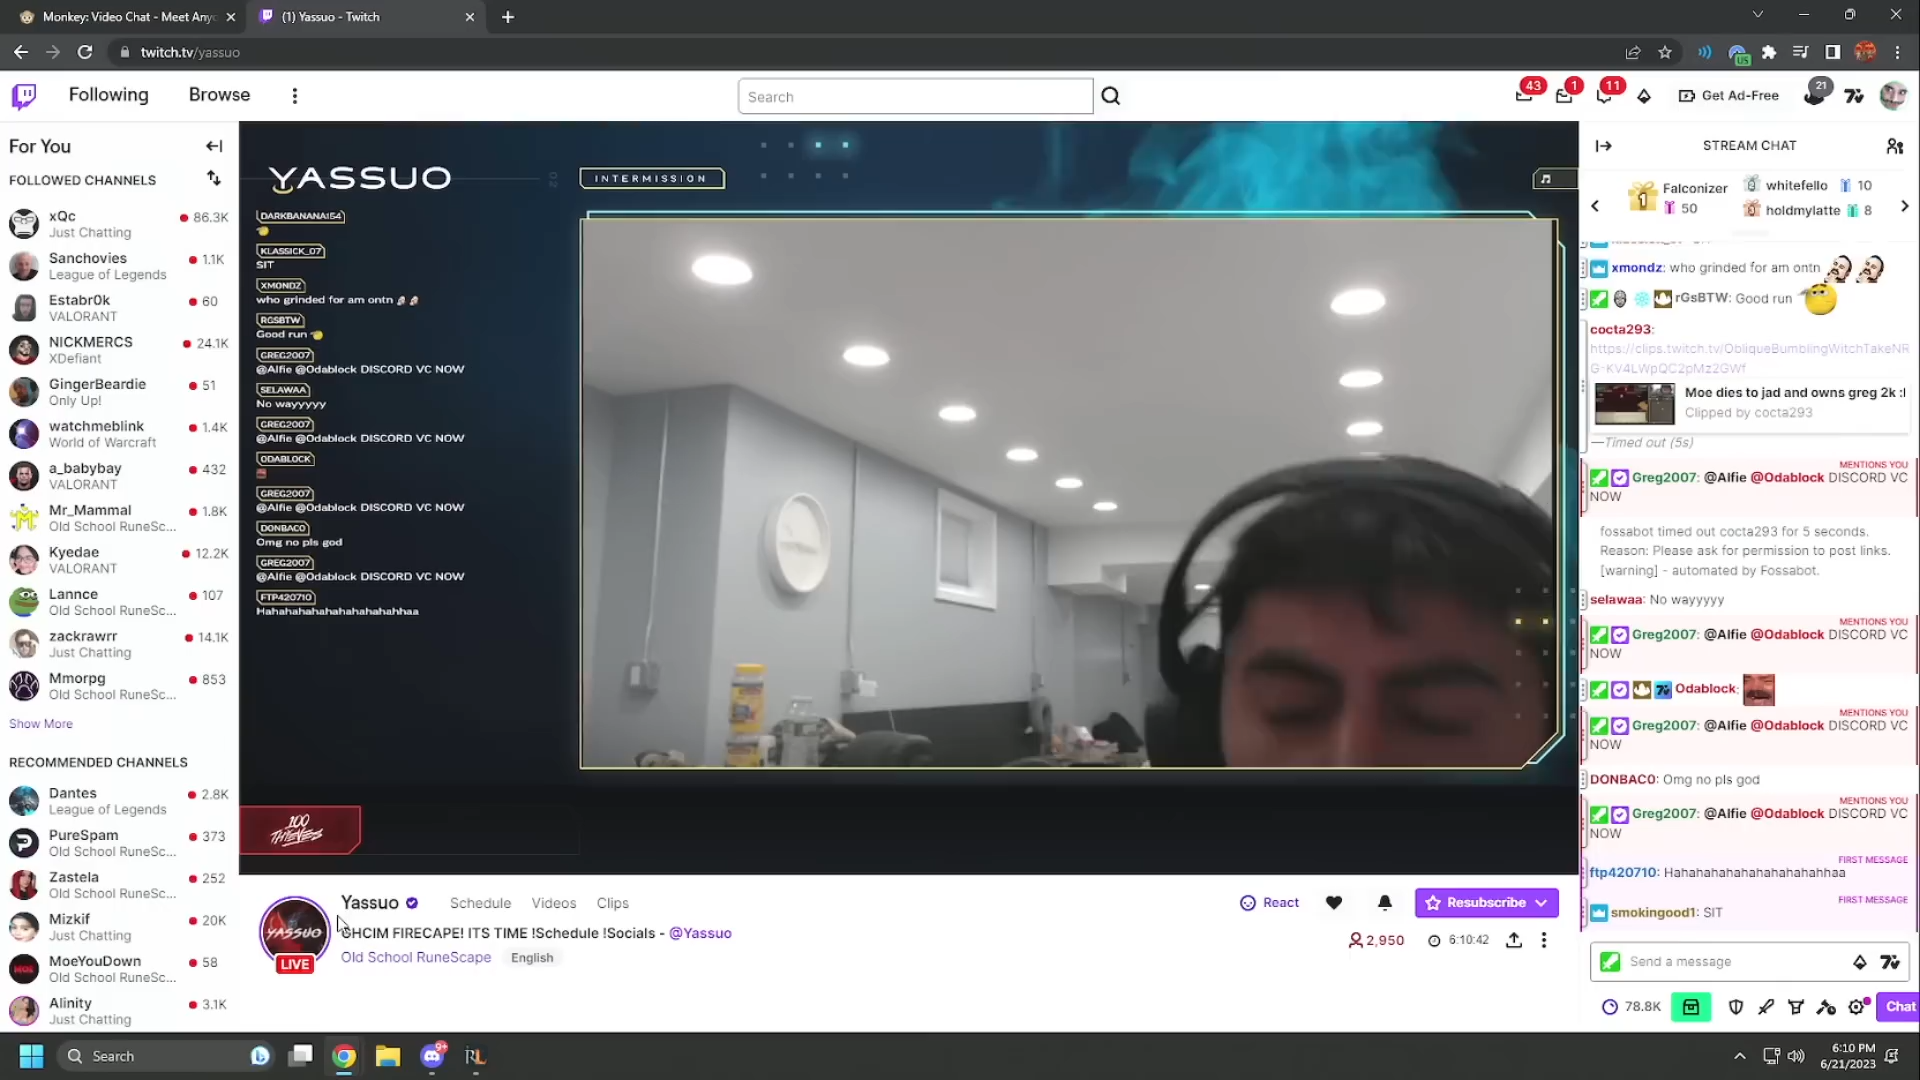 Monkey: Video Chat - Meet Any
(1) Yassuo - Twitch
twitch.tv/yassuo
US
Following
Browse
Search
43
1
11
Get Ad-Free
21
For You
FOLLOWED CHANNELS
xQc
86.3K
Just Chatting
Sanchovies
1.1K
League of Legends
Estabr0k
60
VALORANT
NICKMERCS
24.1K
XDefiant
GingerBeardie
51
Only Up!
watchmeblink
1.4K
World of Warcraft
a_babybay
432
VALORANT
Mr_Mammal
1.8K
Old School RuneSc...
Kyedae
12.2K
VALORANT
Lannce
107
Old School RuneSc...
zackrawrr
14.1K
Just Chatting
Mmorpg
853
Old School RuneSc...
Show More
RECOMMENDED CHANNELS
Dantes
2.8K
League of Legends
PureSpam
373
Old School RuneSc...
Zastela
252
Old School RuneSc...
Mizkif
20K
Just Chatting
MoeYouDown
58
Old School RuneSc...
Alinity
3.1K
Just Chatting
YASSUO
02
INTERMISSION
DARKBANANA154
KLASSICK_07
SIT
XMONDZ
who grinded for am ontn
RGSBTW
Good run
GREG2007
@Alfie @Odablock DISCORD VC NOW
SELAWAA
No wayyyyy
GREG2007
@Alfie @Odablock DISCORD VC NOW
ODABLOCK
GREG2007
@Alfie @Odablock DISCORD VC NOW
DONBACO
Omg no pls god
GREG2007
@Alfie @Odablock DISCORD VC NOW
FTP420710
Hahahahahahahahahahhaa
100
THIEVES
YASSUO
LIVE
Yassuo
Schedule
Videos
Clips
React
Resubscribe
GHCIM FIRECAPE! ITS TIME !Schedule !Socials - @Yassuo
2,950
6:10:42
Old School RuneScape
English
STREAM CHAT
1
Falconizer
50
whitefello
10
holdmylatte
8
xmondz: who grinded for am ontn
rGsBTW: Good run
cocta293:
https://clips.twitch.tv/ObliqueBumblingWitchTakeNR
G-KV4LWpQC2pMz2GWf
Moe dies to jad and owns greg 2k :l
Clipped by cocta293
—Timed out (5s)
MENTIONS YOU
Greg2007: @Alfie @Odablock DISCORD VC
NOW
fossabot timed out cocta293 for 5 seconds.
Reason: Please ask for permission to post links.
[warning] - automated by Fossabot.
selawaa: No wayyyyy
MENTIONS YOU
Greg2007: @Alfie @Odablock DISCORD VC
NOW
Odablock:
MENTIONS YOU
Greg2007: @Alfie @Odablock DISCORD VC
NOW
DONBAC0: Omg no pls god
MENTIONS YOU
Greg2007: @Alfie @Odablock DISCORD VC
NOW
FIRST MESSAGE
ftp420710: Hahahahahahahahahahhaa
FIRST MESSAGE
smokingood1: SIT
Send a message
78.8K
Chat
Search
9+
RL
6:10 PM
6/21/2023